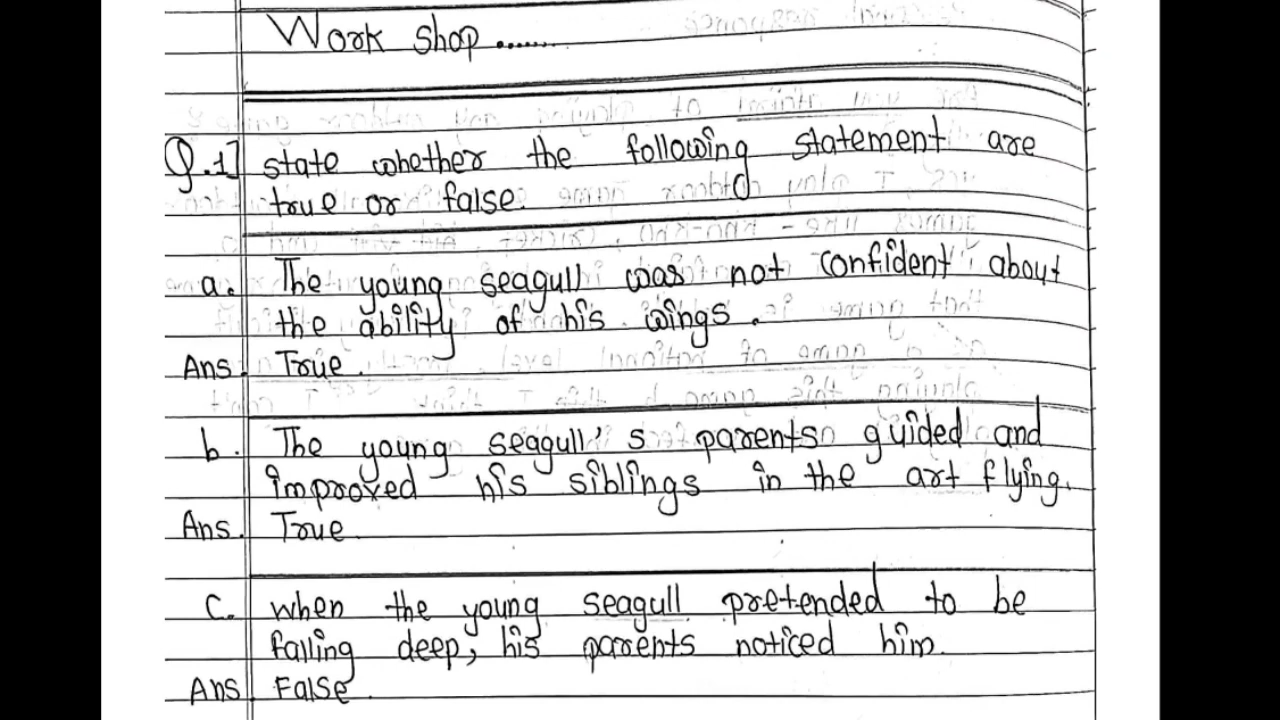 Work shop .......
Q.1] state whether the following statement are
true or false.
a. The young seagull was not confident about
the ability of his wings.
Ans. True.
b. The young seagull's parents guided and
improved his siblings in the art flying.
Ans. True
c. when the young seagull pretended to be
falling deep, his parents noticed him.
Ans. False.